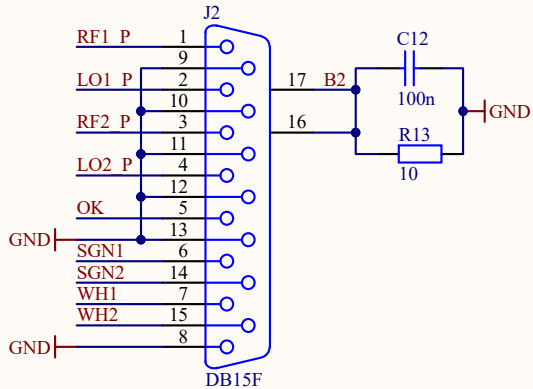 J2
RF1_P 1
9
LO1_P 2
10
RF2_P 3
11
LO2_P 4
12
OK 5
GND 13
SGN1 6
SGN2 14
WH1 7
WH2 15
GND 8
DB15F
17 B2
16
C12
100n
GND
R13
10